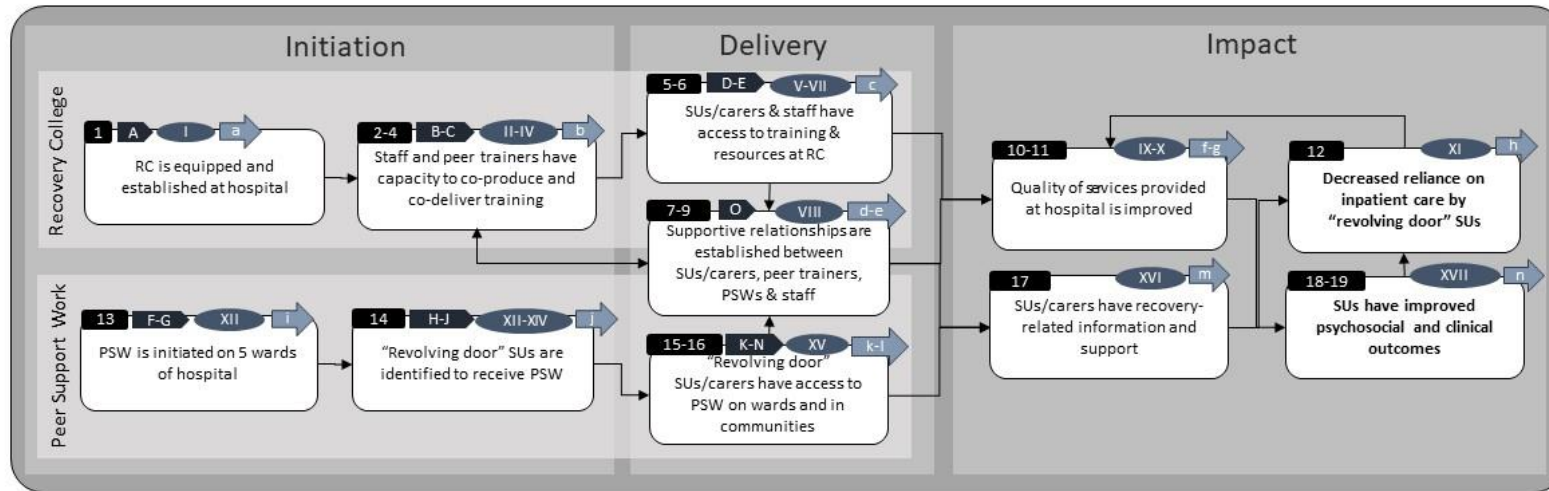 Initiation
Delivery
Impact
Recovery College
1 A I a
RC is equipped and
established at hospital
2-4 B-C II-IV b
Staff and peer trainers have
capacity to co-produce and
co-deliver training
5-6 D-E V-VII c
SUs/carers & staff have
access to training &
resources at RC
7-9 O VIII d-e
Supportive relationships are
established between
SUs/carers, peer trainers,
PSWs & staff
Peer Support Work
13 F-G XII i
PSW is initiated on 5 wards
of hospital
14 H-J XII-XIV j
“Revolving door” SUs are
identified to receive PSW
15-16 K-N XV k-l
“Revolving door”
SUs/carers have access to
PSW on wards and in
communities
10-11 IX-X f-g
Quality of services provided
at hospital is improved
12 XI h
Decreased reliance on
inpatient care by
“revolving door” SUs
17 XVI m
SUs/carers have recovery-
related information and
support
18-19 XVII n
SUs have improved
psychosocial and clinical
outcomes